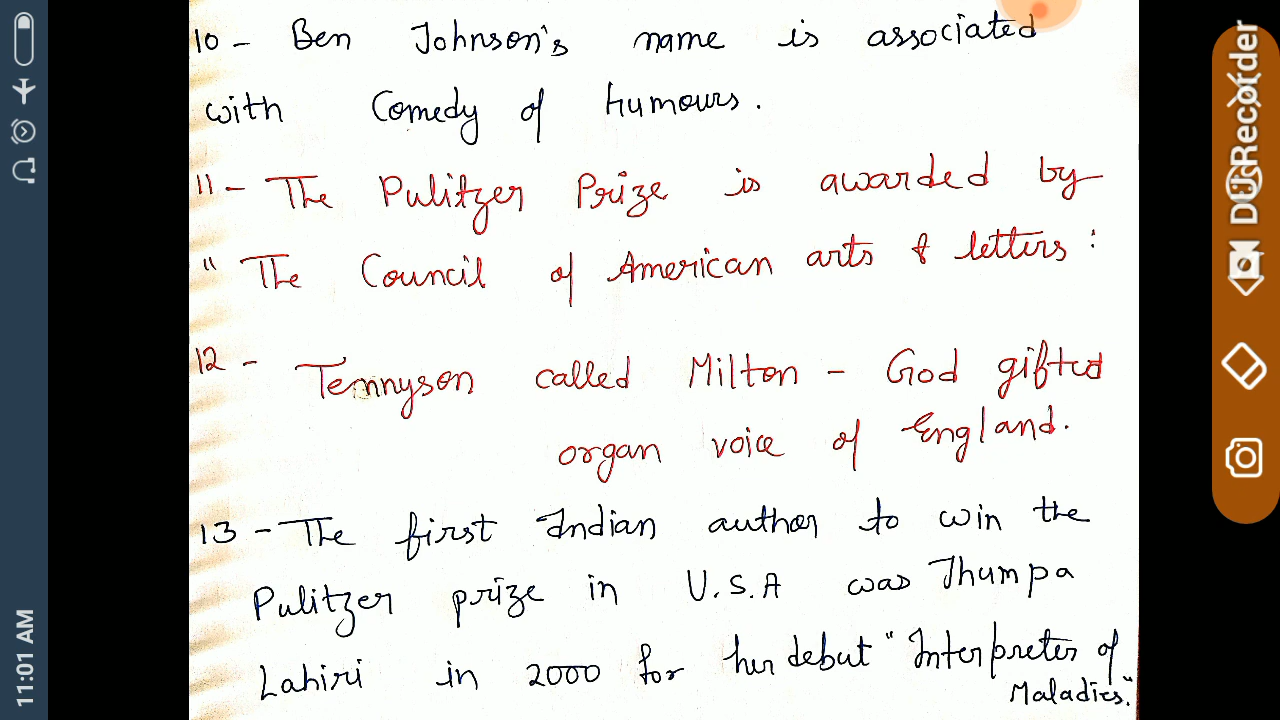 10 - Ben Johnson's name is associated
with Comedy of humours.
11 - The Pulitzer Prize is awarded by
" The Council of American arts & letters :
12 - Tennyson called Milton - God gifted
organ voice of England.
13 - The first Indian author to win the
Pulitzer prize in U.S.A was Jhumpa
Lahiri in 2000 for her debut "Interpreter of
Maladies."
DU Recorder
11:01 AM